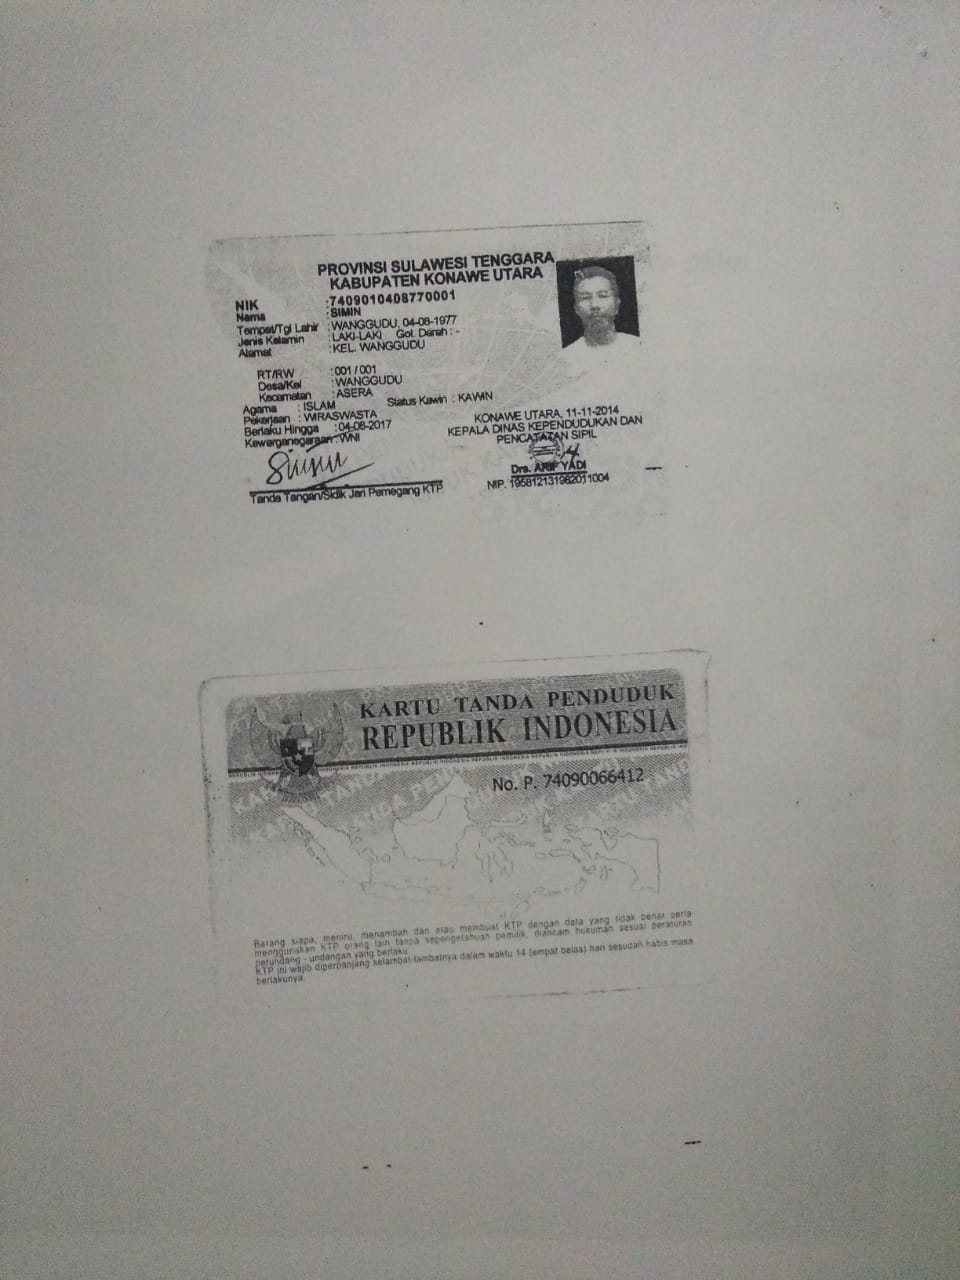 PROVINSI SULAWESI TENGGARA
KABUPATEN KONAWE UTARA
NIK : 7409010408770001
Nama : SIMIN
Tempat/Tgl Lahir : WANGGUDU, 04-08-1977
Jenis Kelamin : LAKI-LAKI Gol. Darah : -
Alamat : KEL. WANGGUDU
RT/RW : 001 / 001
Desa/Kel : WANGGUDU
Kecamatan : ASERA
Agama : ISLAM Status Kawin : KAWIN
Pekerjaan : WIRASWASTA
Berlaku Hingga : 04-08-2017
Kewarganegaraan : WNI
KONAWE UTARA, 11-11-2014
KEPALA DINAS KEPENDUDUKAN DAN
PENCATATAN SIPIL
Simin
Tanda Tangan/Sidik Jari Pemegang KTP
Drs. ARIF YADI
NIP. 195812131982011004
KARTU TANDA PENDUDUK
REPUBLIK INDONESIA
No. P. 74090066412
Barang siapa, meniru, menambah dan atau membuat KTP dengan data yang tidak benar serta
menggunakan KTP orang lain tanpa sepengetahuan pemilik, diancam hukuman sesuai peraturan
perundang - undangan yang berlaku
KTP ini wajib diperpanjang selambat-lambatnya dalam waktu 14 (empat belas) hari sesudah habis masa
berlakunya.